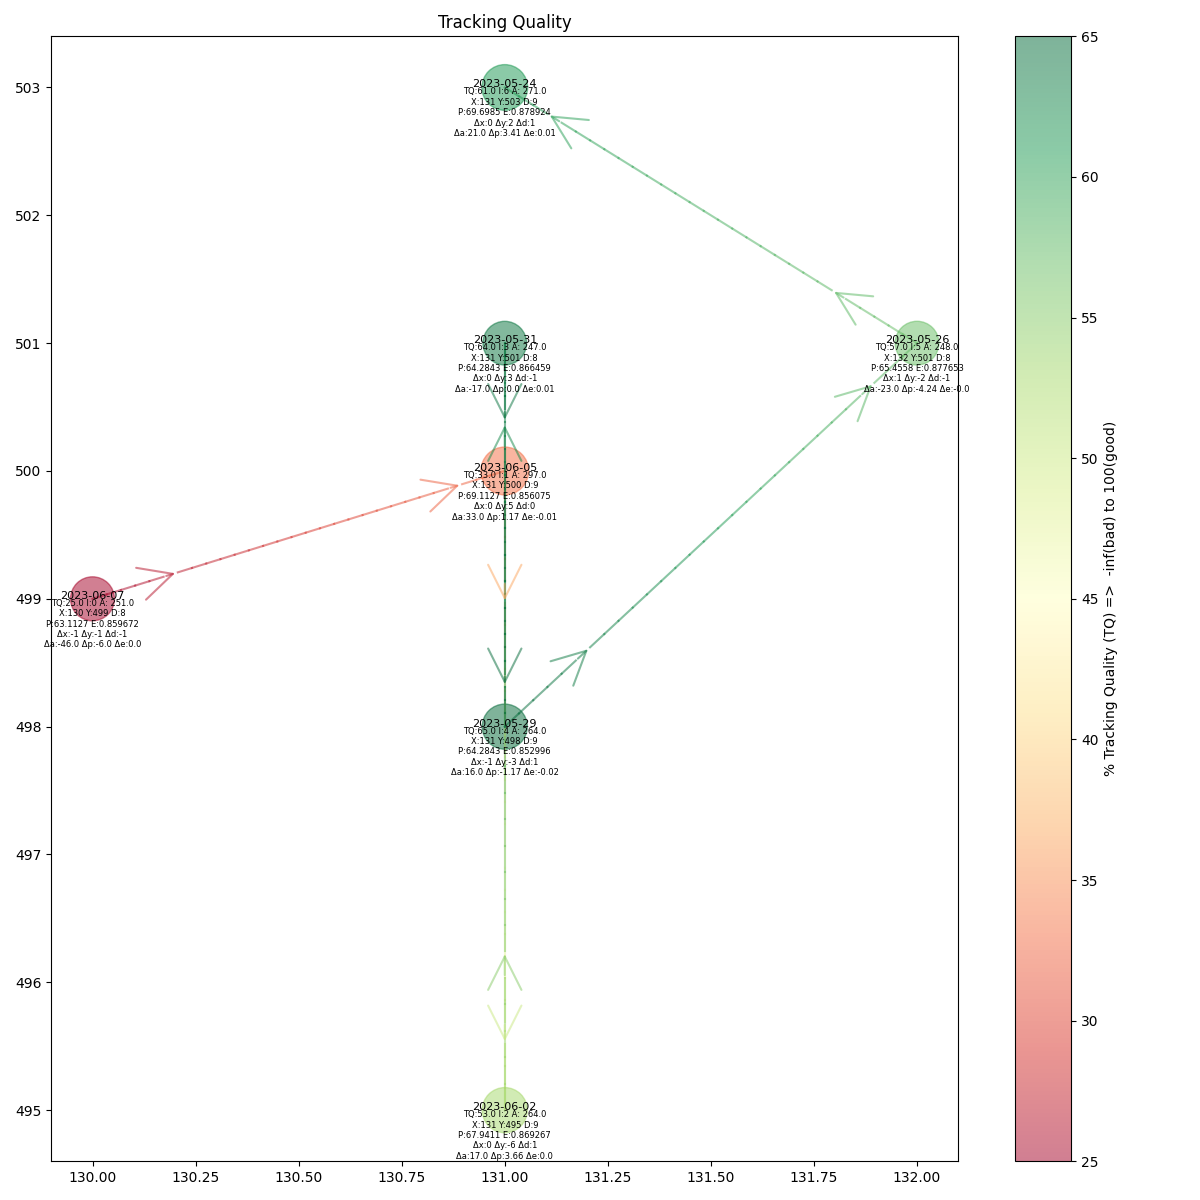 Tracking Quality
503
502
501
500
499
498
497
496
495
130.00
130.25
130.50
130.75
131.00
131.25
131.50
131.75
132.00
2023-05-24
TQ:61.0 I:6 A: 271.0
X:131 Y:503 D:9
P:69.6985 E:0.878924
Δx:0 Δy:2 Δd:1
Δa:21.0 Δp:3.41 Δe:0.01
2023-05-31
TQ:64.0 I:3 A: 247.0
X:131 Y:501 D:8
P:64.2843 E:0.866459
Δx:0 Δy:3 Δd:-1
Δa:-17.0 Δp:0.0 Δe:0.01
2023-05-26
TQ:57.0 I:5 A: 248.0
X:132 Y:501 D:8
P:65.4558 E:0.877653
Δx:1 Δy:-2 Δd:-1
Δa:-23.0 Δp:-4.24 Δe:-0.0
2023-06-05
TQ:33.0 I:1 A: 297.0
X:131 Y:500 D:9
P:69.1127 E:0.856075
Δx:0 Δy:5 Δd:0
Δa:33.0 Δp:1.17 Δe:-0.01
2023-06-07
TQ:25.0 I:0 A: 251.0
X:130 Y:499 D:8
P:63.1127 E:0.859672
Δx:-1 Δy:-1 Δd:-1
Δa:-46.0 Δp:-6.0 Δe:0.0
2023-05-29
TQ:65.0 I:4 A: 264.0
X:131 Y:498 D:9
P:64.2843 E:0.852996
Δx:-1 Δy:-3 Δd:1
Δa:16.0 Δp:-1.17 Δe:-0.02
2023-06-02
TQ:53.0 I:2 A: 264.0
X:131 Y:495 D:9
P:67.9411 E:0.869267
Δx:0 Δy:-6 Δd:1
Δa:17.0 Δp:3.66 Δe:0.0
65
60
55
50
45
40
35
30
25
% Tracking Quality (TQ) => -inf(bad) to 100(good)